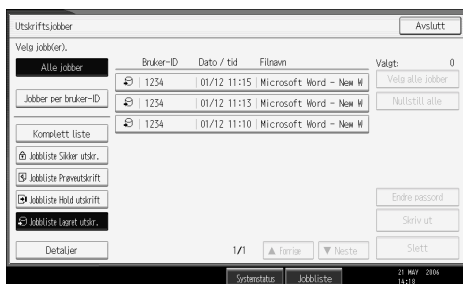 Utskriftsjobber
Avslutt
Velg jobb(er).
Alle jobber
Jobber per bruker-ID
Komplett liste
Jobbliste Sikker utskr.
Jobbliste Prøveutskrift
Jobbliste Hold utskrift
Jobbliste lagret utskr.
Detaljer
Bruker-ID Dato / tid Filnavn
1234 01/12 11:15 Microsoft Word - New W
1234 01/12 11:13 Microsoft Word - New W
1234 01/12 11:10 Microsoft Word - New W
1/1 ▲ Forrige ▼ Neste
Valgt: 0
Velg alle jobber
Nullstill alle
Endre passord
Skriv ut
Slett
Systemstatus Jobbliste
21 MAY 2006
14:18